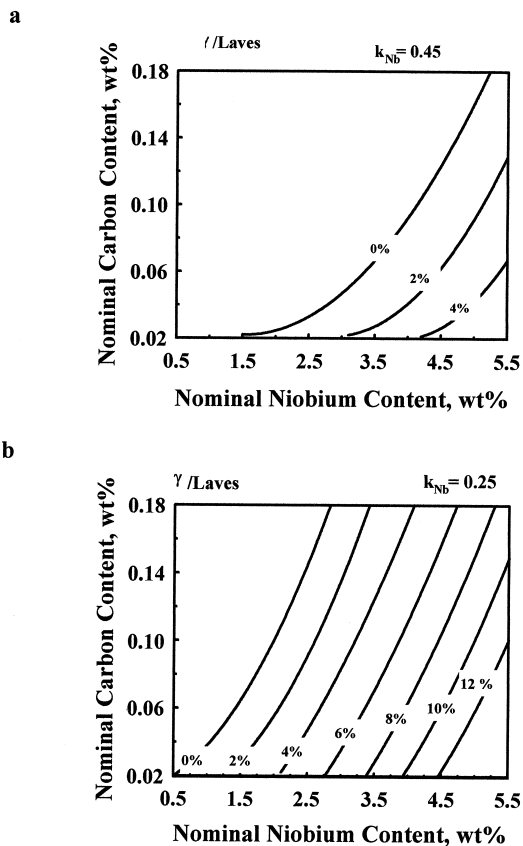 a
/Laves
kNb= 0.45
Nominal Carbon Content, wt%
0.18
0.14
0.10
0.06
0.02
0%
2%
4%
0.5 1.5 2.5 3.5 4.5 5.5
Nominal Niobium Content, wt%
b
γ /Laves
kNb= 0.25
Nominal Carbon Content, wt%
0.18
0.14
0.10
0.06
0.02
0% 2% 4% 6% 8% 10% 12 %
0.5 1.5 2.5 3.5 4.5 5.5
Nominal Niobium Content, wt%